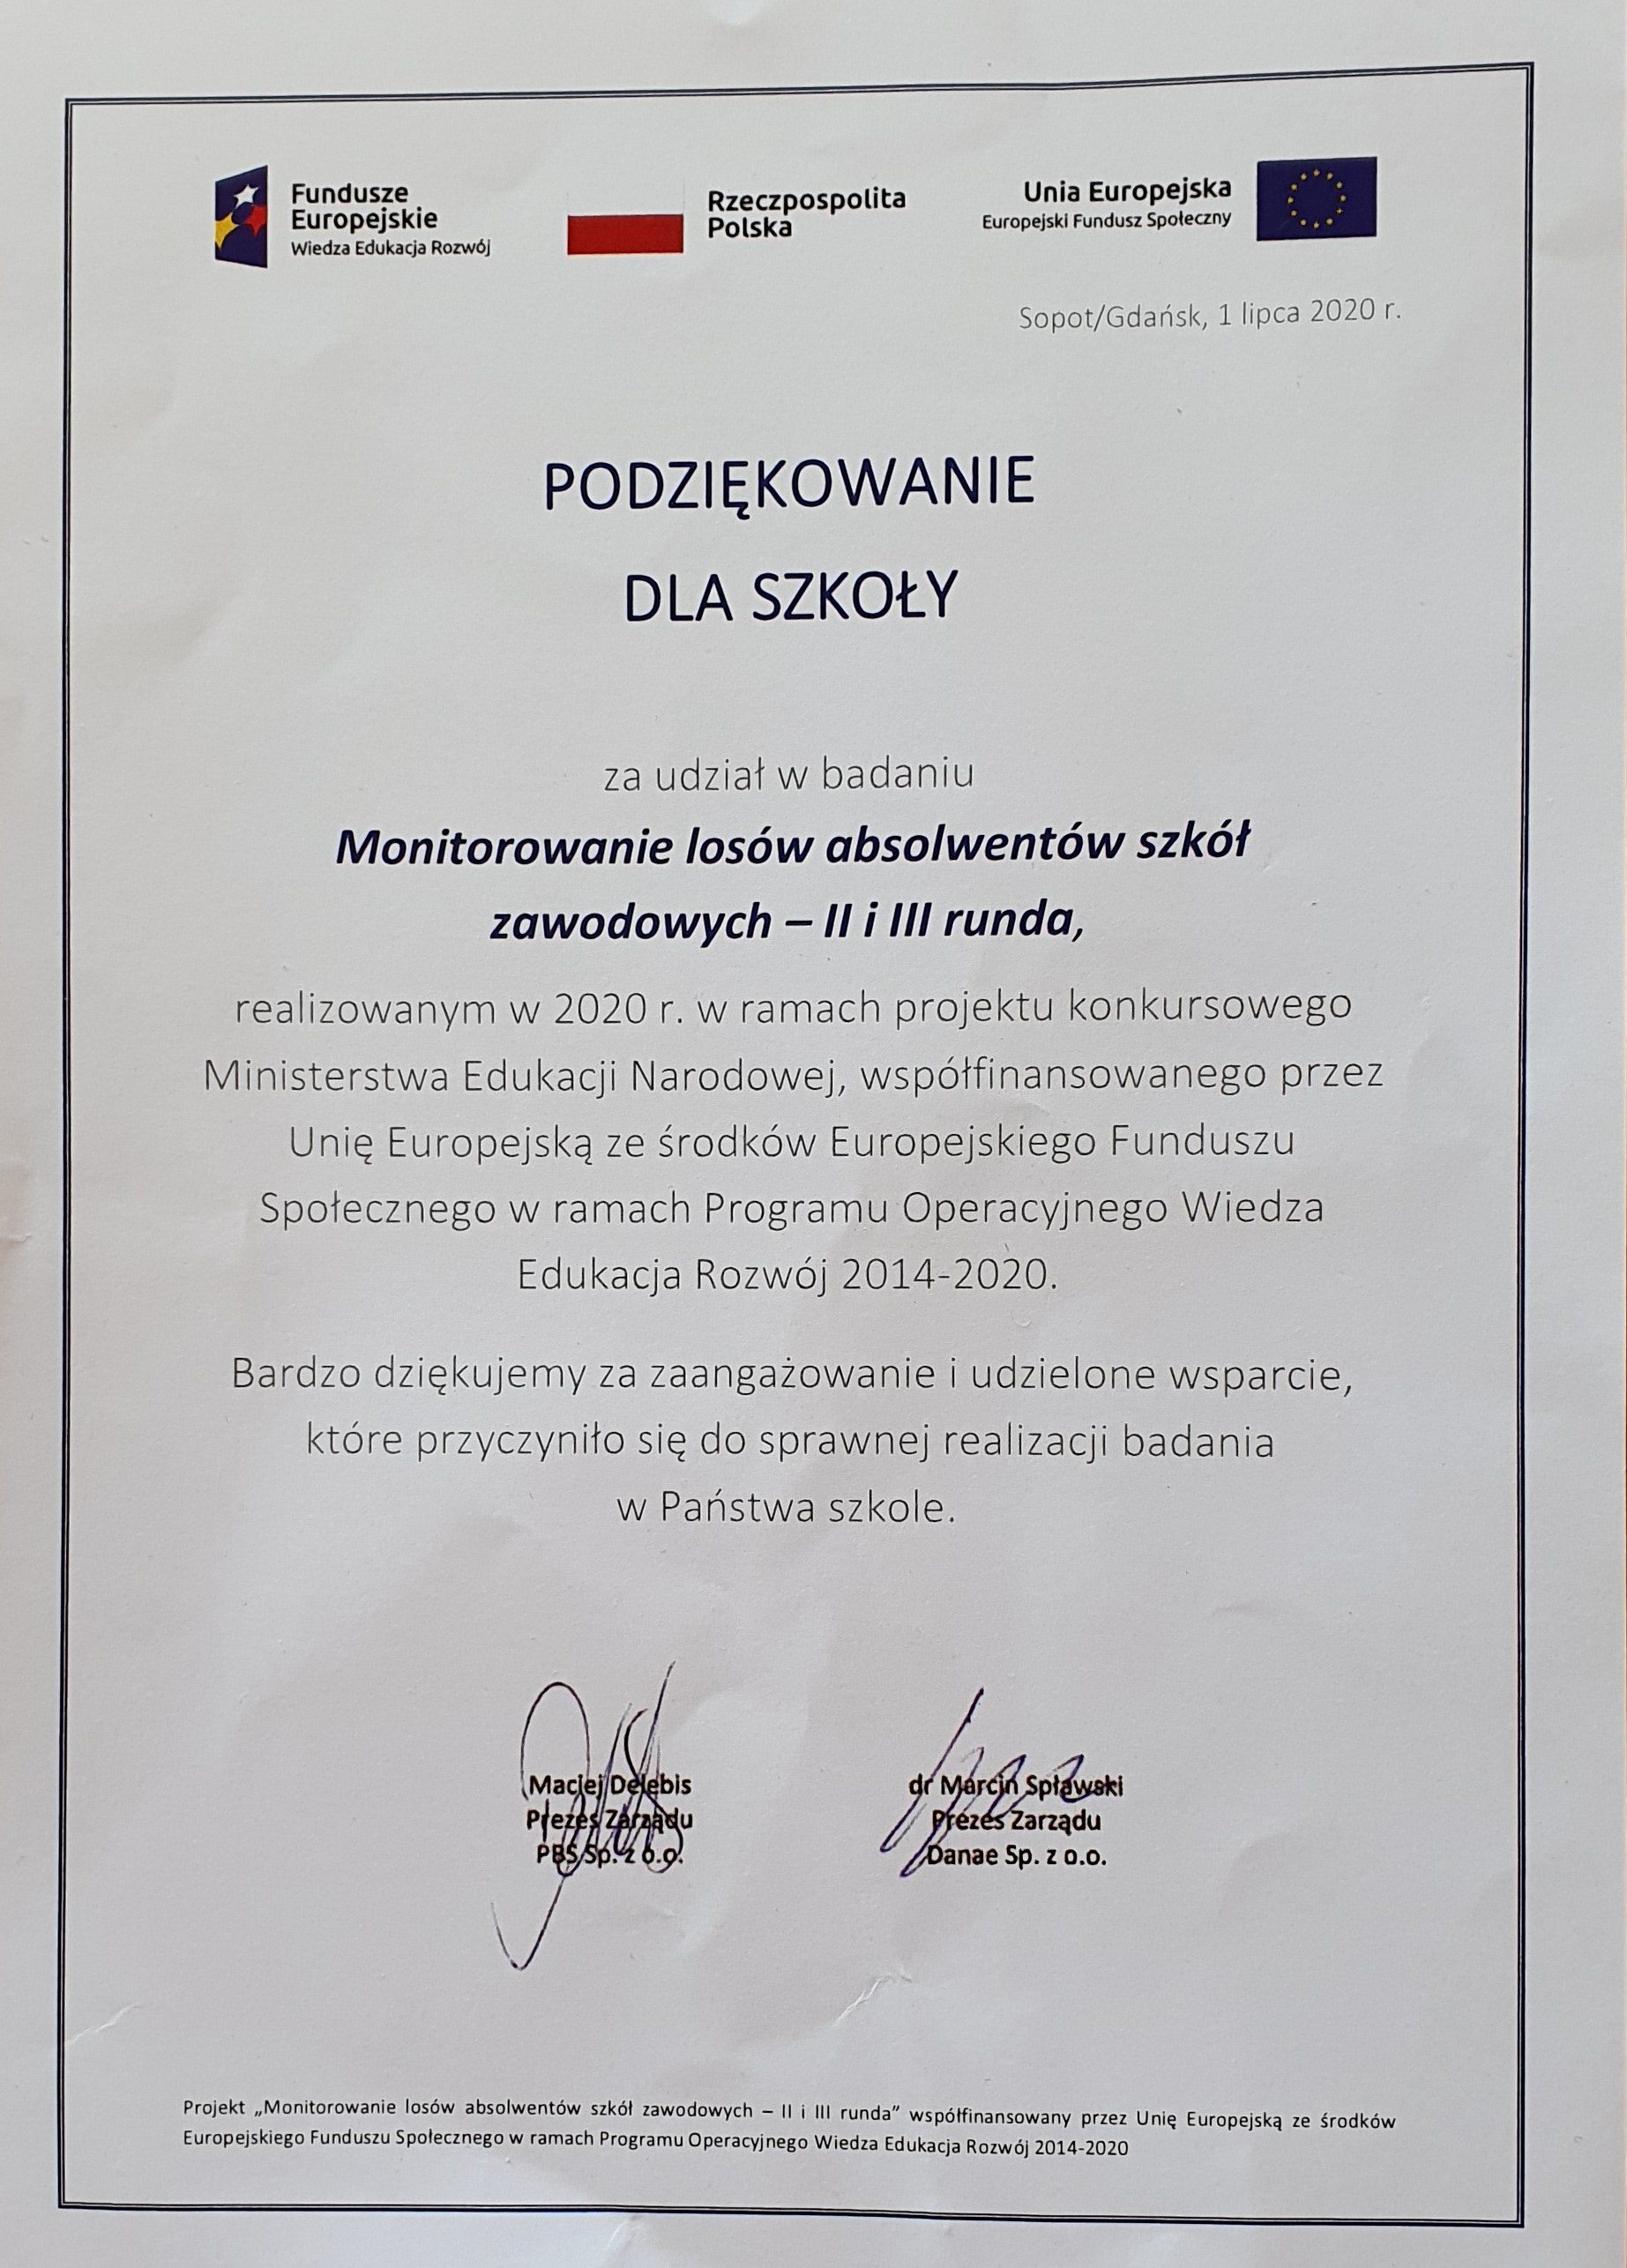 Fundusze
Europejskie
Wiedza Edukacja Rozwój
Rzeczpospolita
Polska
Unia Europejska
Europejski Fundusz Społeczny
Sopot/Gdańsk, 1 lipca 2020 r.
PODZIĘKOWANIE
DLA SZKOŁY
za udział w badaniu
Monitorowanie losów absolwentów szkół
zawodowych – II i III runda,
realizowanym w 2020 r. w ramach projektu konkursowego
Ministerstwa Edukacji Narodowej, współfinansowanego przez
Unię Europejską ze środków Europejskiego Funduszu
Społecznego w ramach Programu Operacyjnego Wiedza
Edukacja Rozwój 2014-2020.
Bardzo dziękujemy za zaangażowanie i udzielone wsparcie,
które przyczyniło się do sprawnej realizacji badania
w Państwa szkole.
Maciej Delębis
Prezes Zarządu
PBS Sp. z o.o.
dr Marcin Spławski
Prezes Zarządu
Danae Sp. z o.o.
Projekt „Monitorowanie losów absolwentów szkół zawodowych – II i III runda” współfinansowany przez Unię Europejską ze środków
Europejskiego Funduszu Społecznego w ramach Programu Operacyjnego Wiedza Edukacja Rozwój 2014-2020